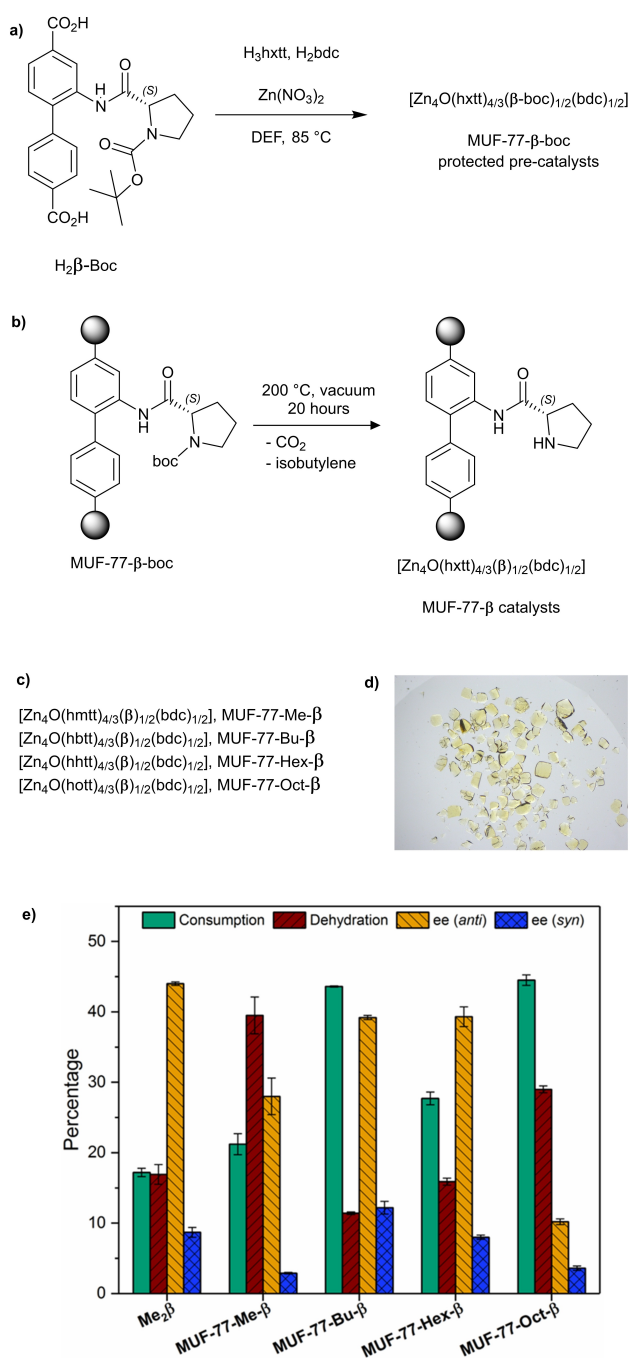 a)
CO₂H
O
(S)
N
H
N
O
O
CO₂H
H₂β-Boc
H₃hxtt, H₂bdc
Zn(NO₃)₂
DEF, 85 °C
[Zn₄O(hxtt)₄/₃(β-boc)₁/₂(bdc)₁/₂]
MUF-77-β-boc
protected pre-catalysts
b)
O
(S)
N
H
N
boc
MUF-77-β-boc
200 °C, vacuum
20 hours
- CO₂
- isobutylene
O
(S)
N
H
HN
[Zn₄O(hxtt)₄/₃(β)₁/₂(bdc)₁/₂]
MUF-77-β catalysts
c)
[Zn₄O(hmtt)₄/₃(β)₁/₂(bdc)₁/₂], MUF-77-Me-β
[Zn₄O(hbtt)₄/₃(β)₁/₂(bdc)₁/₂], MUF-77-Bu-β
[Zn₄O(hhtt)₄/₃(β)₁/₂(bdc)₁/₂], MUF-77-Hex-β
[Zn₄O(hott)₄/₃(β)₁/₂(bdc)₁/₂], MUF-77-Oct-β
d)
e)
Consumption Dehydration ee (anti) ee (syn)
Percentage
50
40
30
20
10
0
Me₂β
MUF-77-Me-β
MUF-77-Bu-β
MUF-77-Hex-β
MUF-77-Oct-β